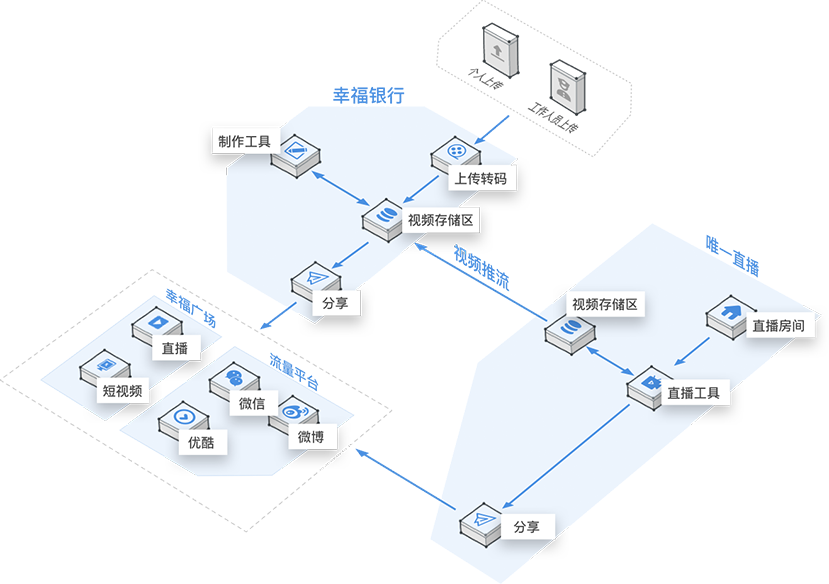 个人上传
工作人员上传
幸福银行
制作工具
上传转码
视频存储区
分享
视频推流
唯一直播
视频存储区
直播房间
直播工具
分享
幸福广场
直播
短视频
流量平台
微信
微博
优酷